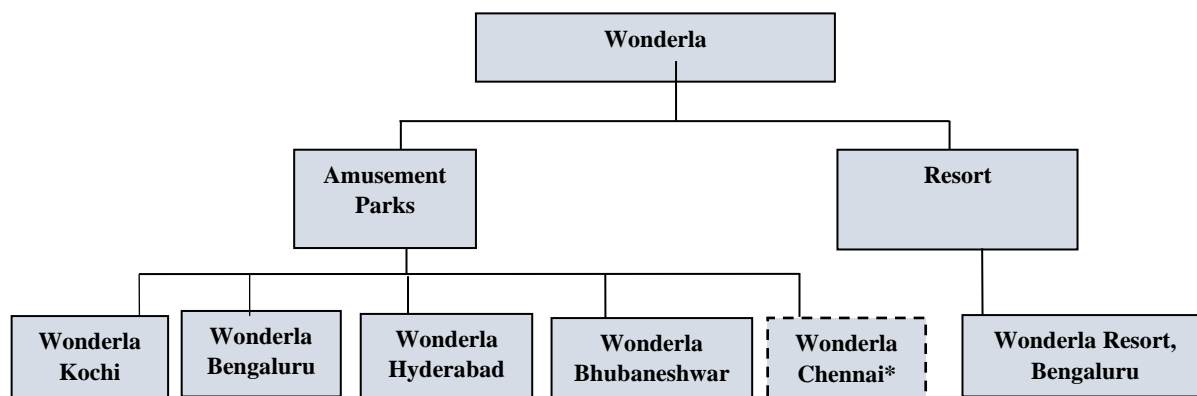 Wonderla
Amusement
Parks
Resort
Wonderla
Kochi
Wonderla
Bengaluru
Wonderla
Hyderabad
Wonderla
Bhubaneshwar
Wonderla
Chennai*
Wonderla Resort,
Bengaluru